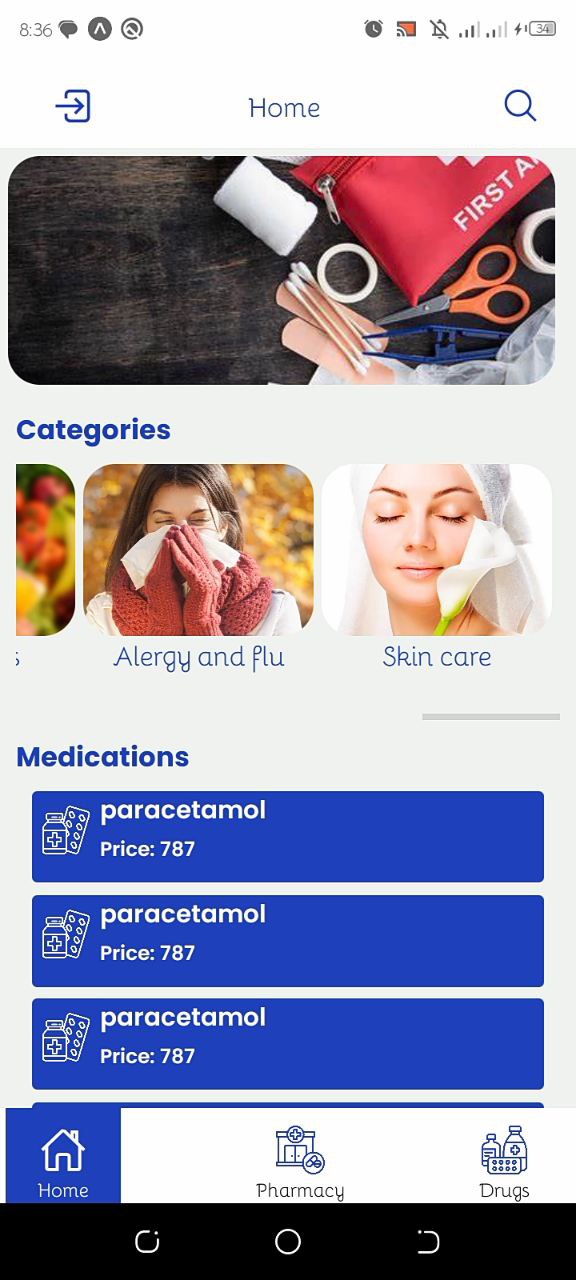 8:36
34
Home
FIRST A
Categories
s
Alergy and flu
Skin care
Medications
paracetamol
Price: 787
paracetamol
Price: 787
paracetamol
Price: 787
Home
Pharmacy
Drugs